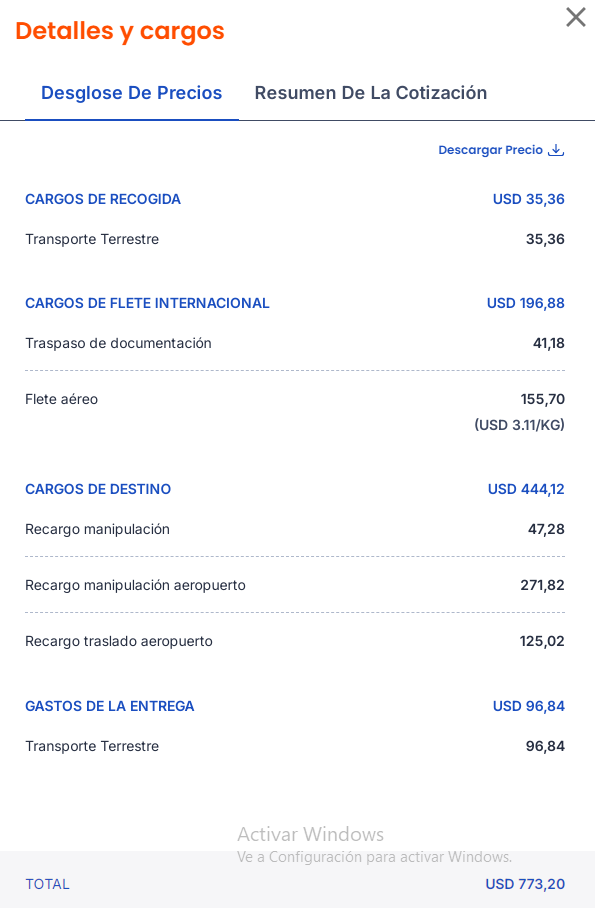 Detalles y cargos
Desglose De Precios Resumen De La Cotización
Descargar Precio
CARGOS DE RECOGIDA USD 35,36
Transporte Terrestre 35,36
CARGOS DE FLETE INTERNACIONAL USD 196,88
Traspaso de documentación 41,18
Flete aéreo 155,70
(USD 3.11/KG)
CARGOS DE DESTINO USD 444,12
Recargo manipulación 47,28
Recargo manipulación aeropuerto 271,82
Recargo traslado aeropuerto 125,02
GASTOS DE LA ENTREGA USD 96,84
Transporte Terrestre 96,84
Activar Windows
Ve a Configuración para activar Windows.
TOTAL USD 773,20